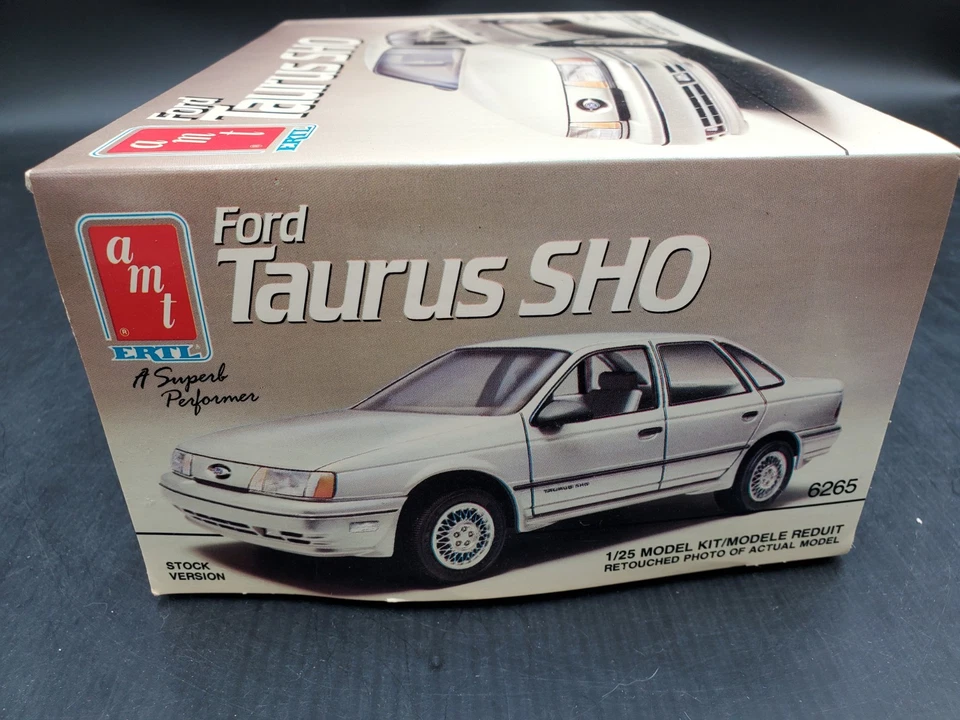 Ford
Taurus SHO
amt
®
ERTL
Ford
Taurus SHO
amt
®
ERTL
A Superb
Performer
TAURUS SHO
6265
STOCK
VERSION
1/25 MODEL KIT/MODELE REDUIT
RETOUCHED PHOTO OF ACTUAL MODEL